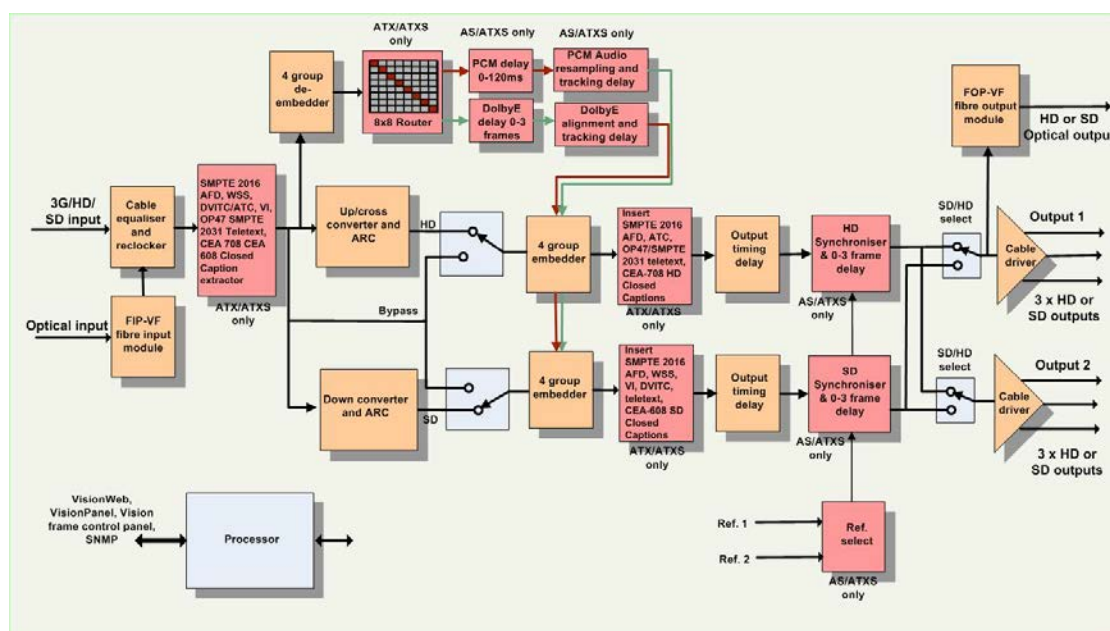 ATX/ATXS
only
AS/ATXS only
AS/ATXS only
4 group
de-
embedder
8x8 Router
PCM delay
0-120ms
PCM Audio
resampling and
tracking delay
DolbyE
delay 0-3
frames
DolbyE
alignment and
tracking delay
FOP-VF
fibre output
module
HD or SD
Optical output
3G/HD/
SD input
Cable
equaliser
and
reclocker
SMPTE 2016
AFD, WSS,
DVITC/ATC, VI,
OP47 SMPTE
2031 Teletext,
CEA 708 CEA
608 Closed
Caption
extractor
ATX/ATXS
only
Optical input
FIP-VF
fibre input
module
Up/cross
converter and
ARC
HD
Bypass
4 group
embedder
Insert
SMPTE 2016
AFD, ATC,
OP47/SMPTE
2031 teletext,
CEA-708 HD
Closed
Captions
ATX/ATXS
only
Output
timing
delay
HD
Synchroniser
& 0-3 frame
delay
AS/ATXS
only
SD/HD
select
Output 1
Cable
driver
3 x HD or
SD outputs
Down converter
and ARC
SD
4 group
embedder
Insert
SMPTE 2016
AFD, WSS,
VI, DVITC,
teletext,
CEA-608 SD
Closed
Captions
ATX/ATXS
only
Output
timing
delay
SD
Synchroniser
& 0-3 frame
delay
AS/ATXS
only
SD/HD
select
Output 2
Cable
driver
3 x HD or
SD outputs
VisionWeb,
VisionPanel, Vision
frame control panel,
SNMP
Processor
Ref. 1
Ref. 2
Ref.
select
AS/ATXS
only